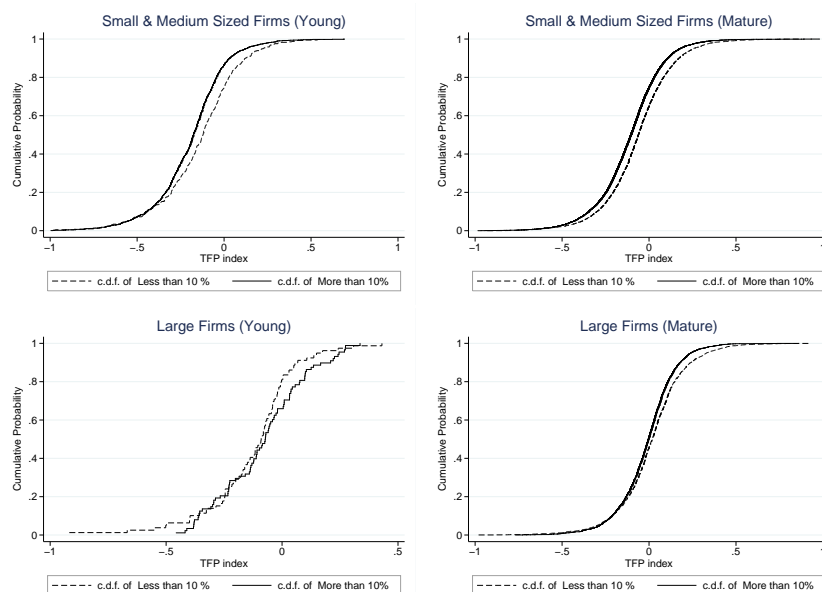 Small & Medium Sized Firms (Young)
Cumulative Probability
1
.8
.6
.4
.2
0
−1
−.5
0
.5
1
TFP index
c.d.f. of Less than 10 %
c.d.f. of More than 10%
Small & Medium Sized Firms (Mature)
Cumulative Probability
1
.8
.6
.4
.2
0
−1
−.5
0
.5
1
TFP index
c.d.f. of Less than 10 %
c.d.f. of More than 10%
Large Firms (Young)
Cumulative Probability
1
.8
.6
.4
.2
0
−1
−.5
0
.5
TFP index
c.d.f. of Less than 10 %
c.d.f. of More than 10%
Large Firms (Mature)
Cumulative Probability
1
.8
.6
.4
.2
0
−1
−.5
0
.5
1
TFP index
c.d.f. of Less than 10 %
c.d.f. of More than 10%